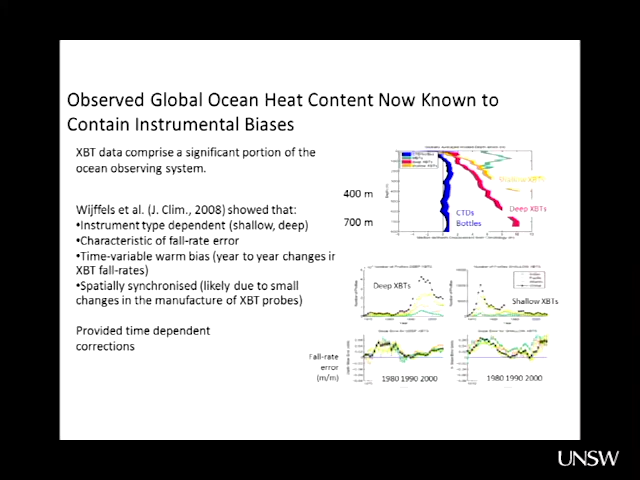 Observed Global Ocean Heat Content Now Known to
Contain Instrumental Biases
XBT data comprise a significant portion of the
ocean observing system.
Wijffels et al. (J. Clim., 2008) showed that:
•Instrument type dependent (shallow, deep)
•Characteristic of fall-rate error
•Time-variable warm bias (year to year changes in
XBT fall-rates)
•Spatially synchronised (likely due to small
changes in the manufacture of XBT probes)
Provided time dependent
corrections
400 m
700 m
CTDs
Bottles
Deep XBTs
Shallow XBTs
Deep XBTs
Shallow XBTs
Fall-rate
error
(m/m)
1980 1990 2000
1980 1990 2000
UNSW